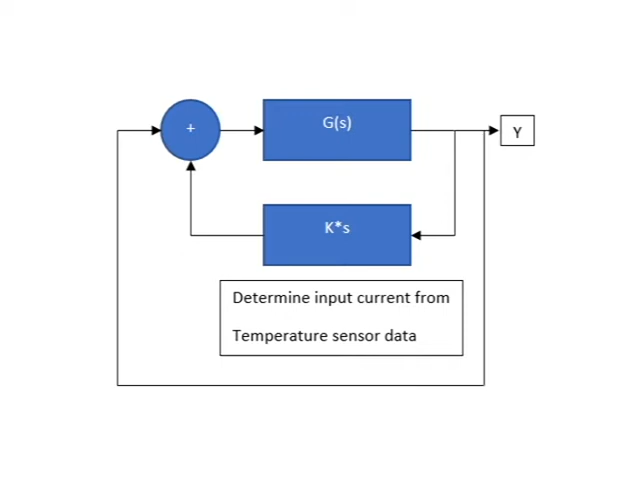 +
G(s)
Y
K*s
Determine input current from
Temperature sensor data